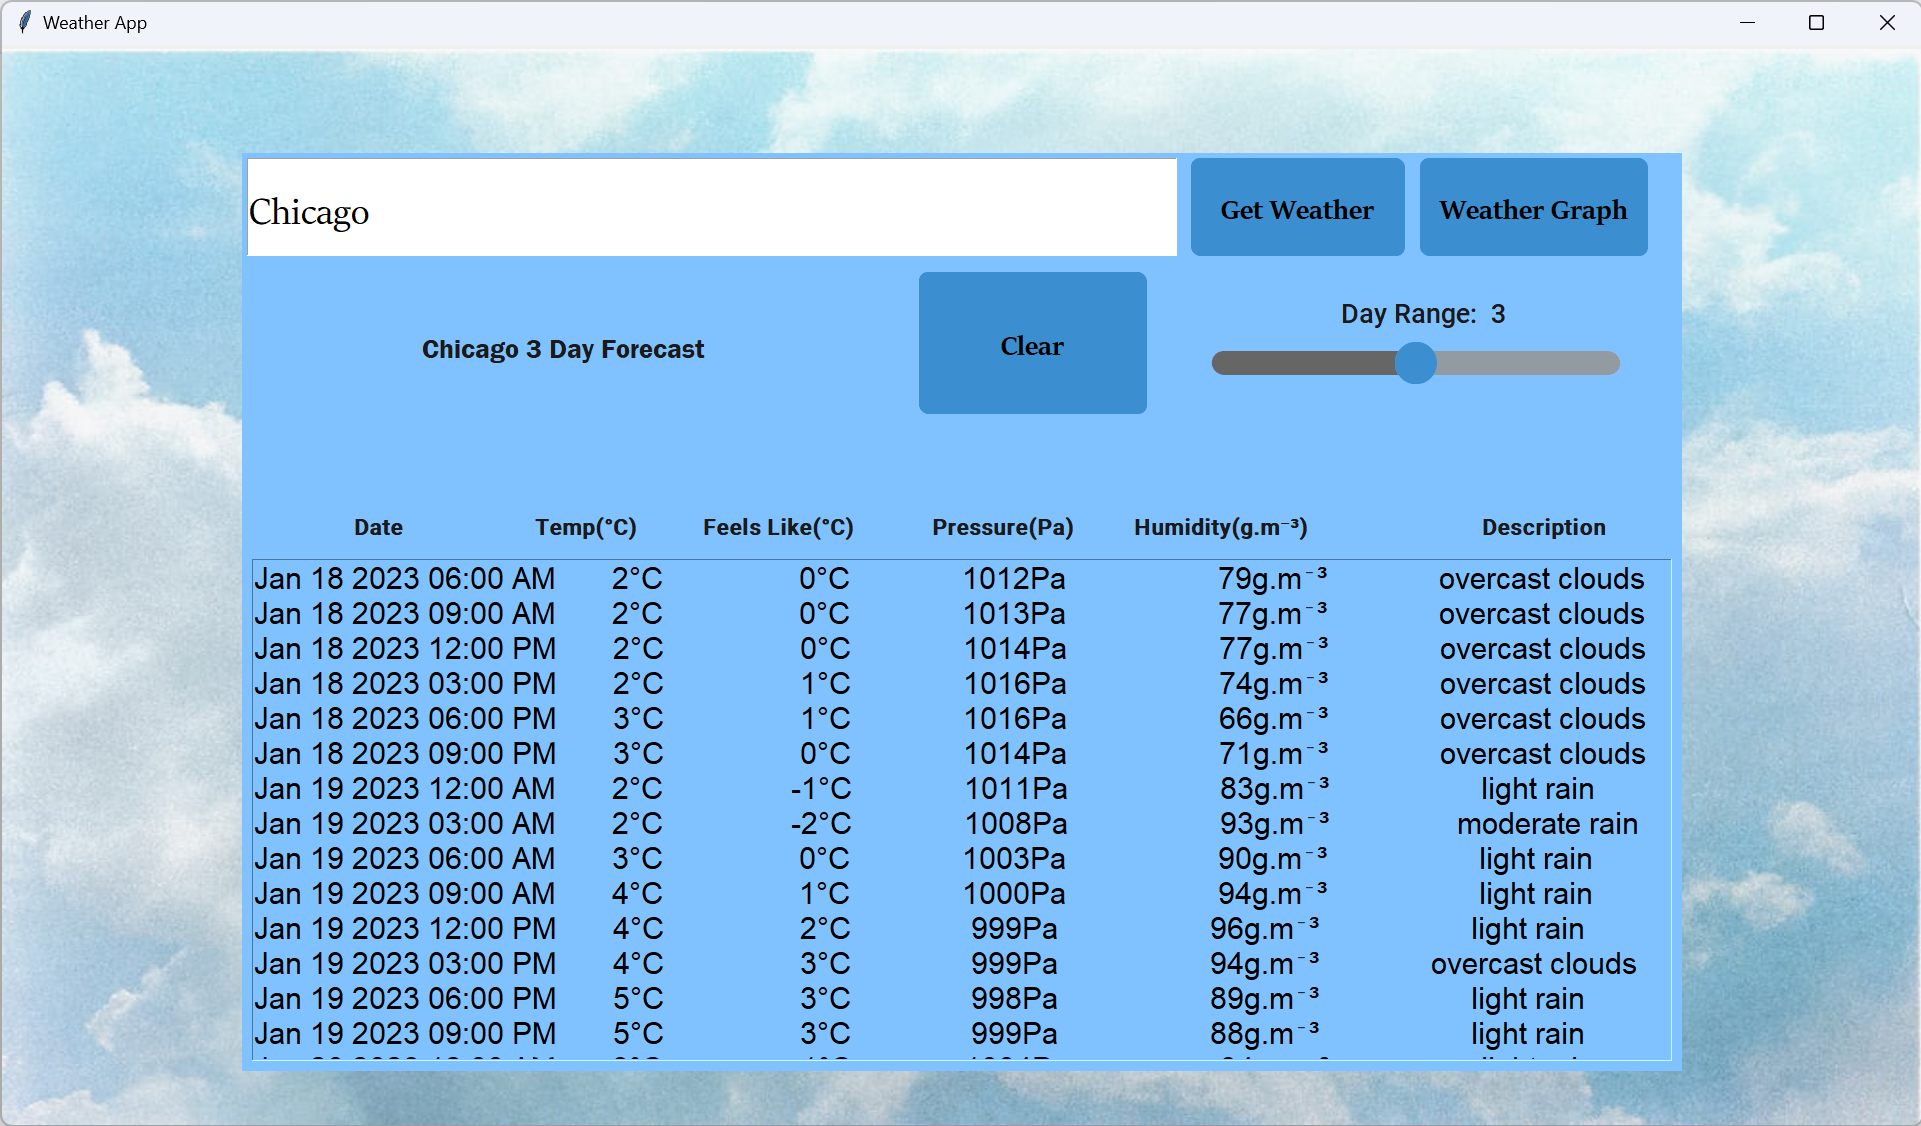 Weather App
Chicago
Get Weather
Weather Graph
Chicago 3 Day Forecast
Clear
Day Range: 3
Date Temp(°C) Feels Like(°C) Pressure(Pa) Humidity(g.m⁻³) Description
Jan 18 2023 06:00 AM 2°C 0°C 1012Pa 79g.m⁻³ overcast clouds
Jan 18 2023 09:00 AM 2°C 0°C 1013Pa 77g.m⁻³ overcast clouds
Jan 18 2023 12:00 PM 2°C 0°C 1014Pa 77g.m⁻³ overcast clouds
Jan 18 2023 03:00 PM 2°C 1°C 1016Pa 74g.m⁻³ overcast clouds
Jan 18 2023 06:00 PM 3°C 1°C 1016Pa 66g.m⁻³ overcast clouds
Jan 18 2023 09:00 PM 3°C 0°C 1014Pa 71g.m⁻³ overcast clouds
Jan 19 2023 12:00 AM 2°C -1°C 1011Pa 83g.m⁻³ light rain
Jan 19 2023 03:00 AM 2°C -2°C 1008Pa 93g.m⁻³ moderate rain
Jan 19 2023 06:00 AM 3°C 0°C 1003Pa 90g.m⁻³ light rain
Jan 19 2023 09:00 AM 4°C 1°C 1000Pa 94g.m⁻³ light rain
Jan 19 2023 12:00 PM 4°C 2°C 999Pa 96g.m⁻³ light rain
Jan 19 2023 03:00 PM 4°C 3°C 999Pa 94g.m⁻³ overcast clouds
Jan 19 2023 06:00 PM 5°C 3°C 998Pa 89g.m⁻³ light rain
Jan 19 2023 09:00 PM 5°C 3°C 999Pa 88g.m⁻³ light rain